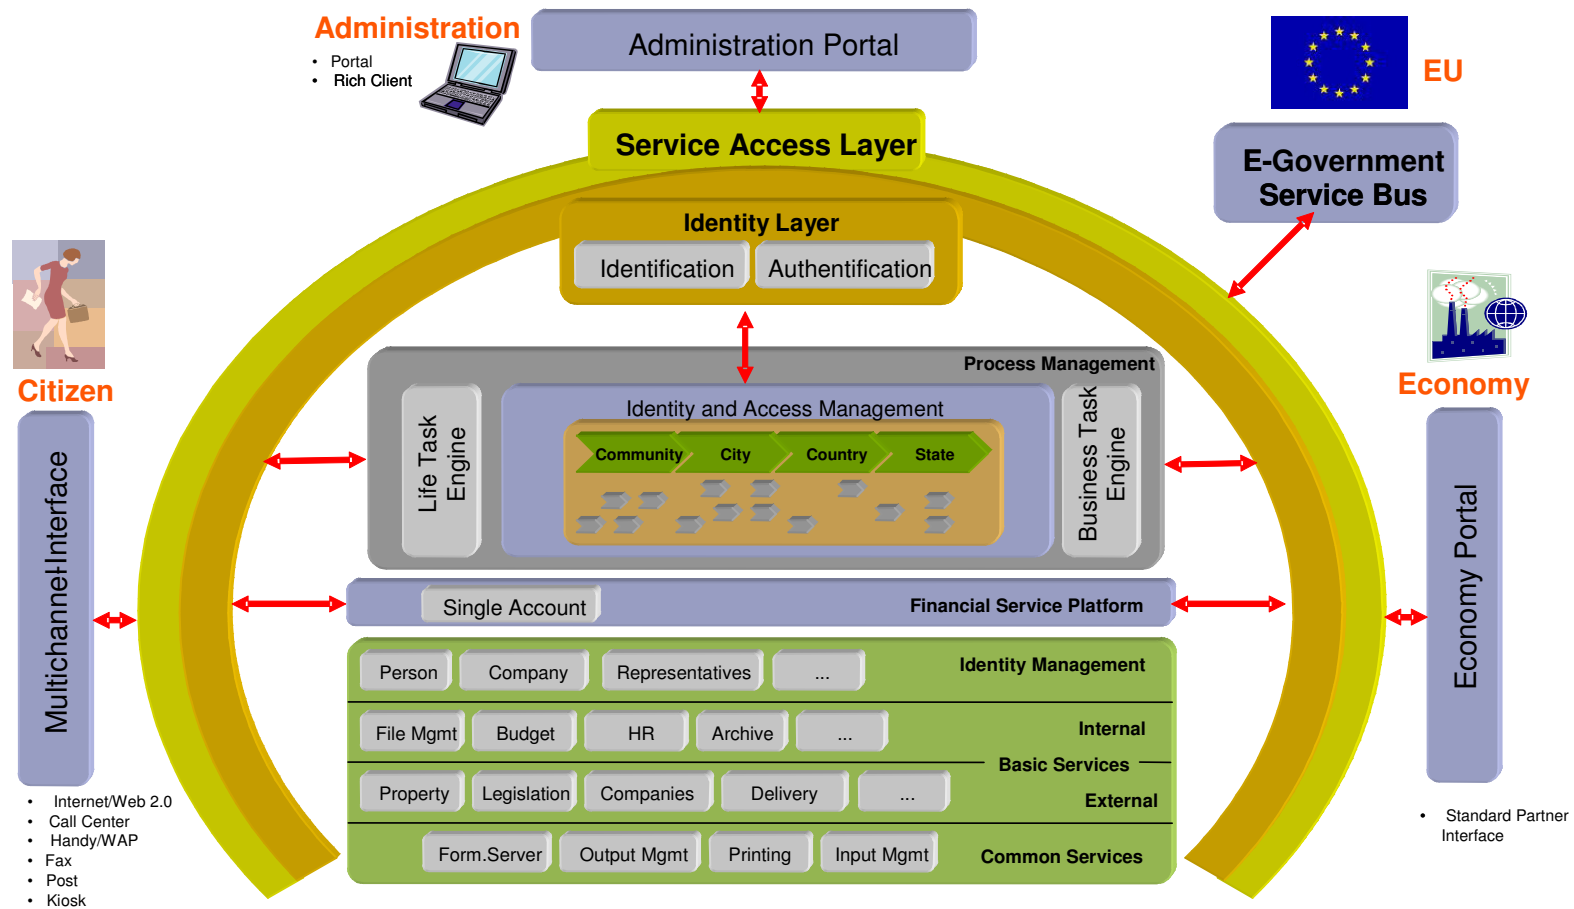 Administration
• Portal
• Rich Client
Administration Portal
EU
Service Access Layer
E-Government
Service Bus
Identity Layer
Identification
Authentification
Citizen
Economy
Process Management
Life Task
Engine
Identity and Access Management
Community
City
Country
State
Business Task
Engine
Multichannel-Interface
Economy Portal
Single Account
Financial Service Platform
Person
Company
Representatives
...
Identity Management
File Mgmt
Budget
HR
Archive
...
Internal
Basic Services
Property
Legislation
Companies
Delivery
...
External
Form.Server
Output Mgmt
Printing
Input Mgmt
Common Services
• Internet/Web 2.0
• Call Center
• Handy/WAP
• Fax
• Post
• Kiosk
• Standard Partner
Interface